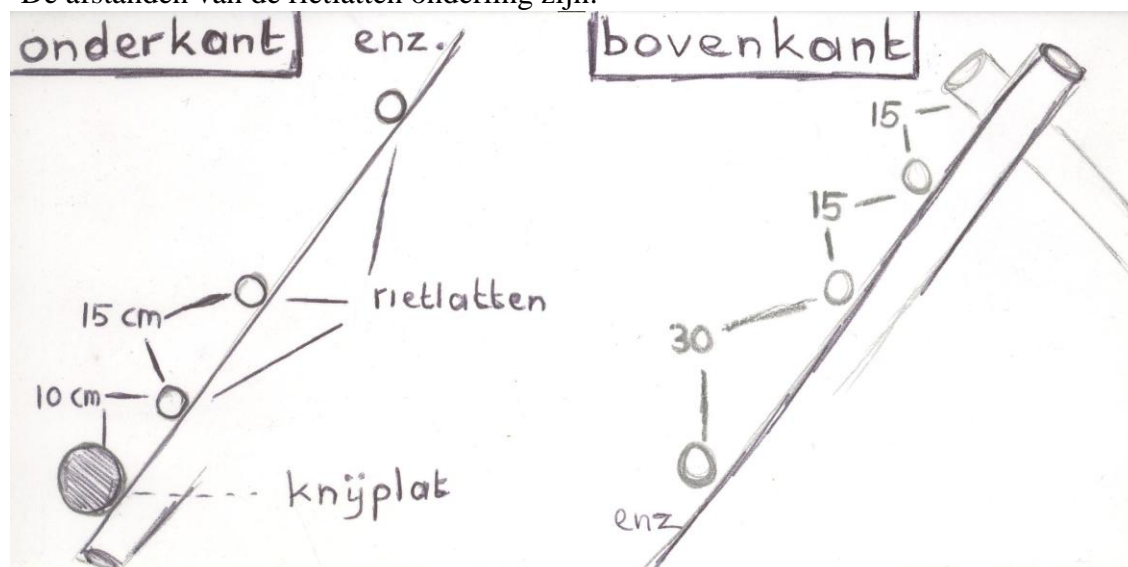 De afstanden van de rietlatten onderling zijn:
onderkant
enz.
rietlatten
15 cm
10 cm
knijplat
bovenkant
15
15
30
enz